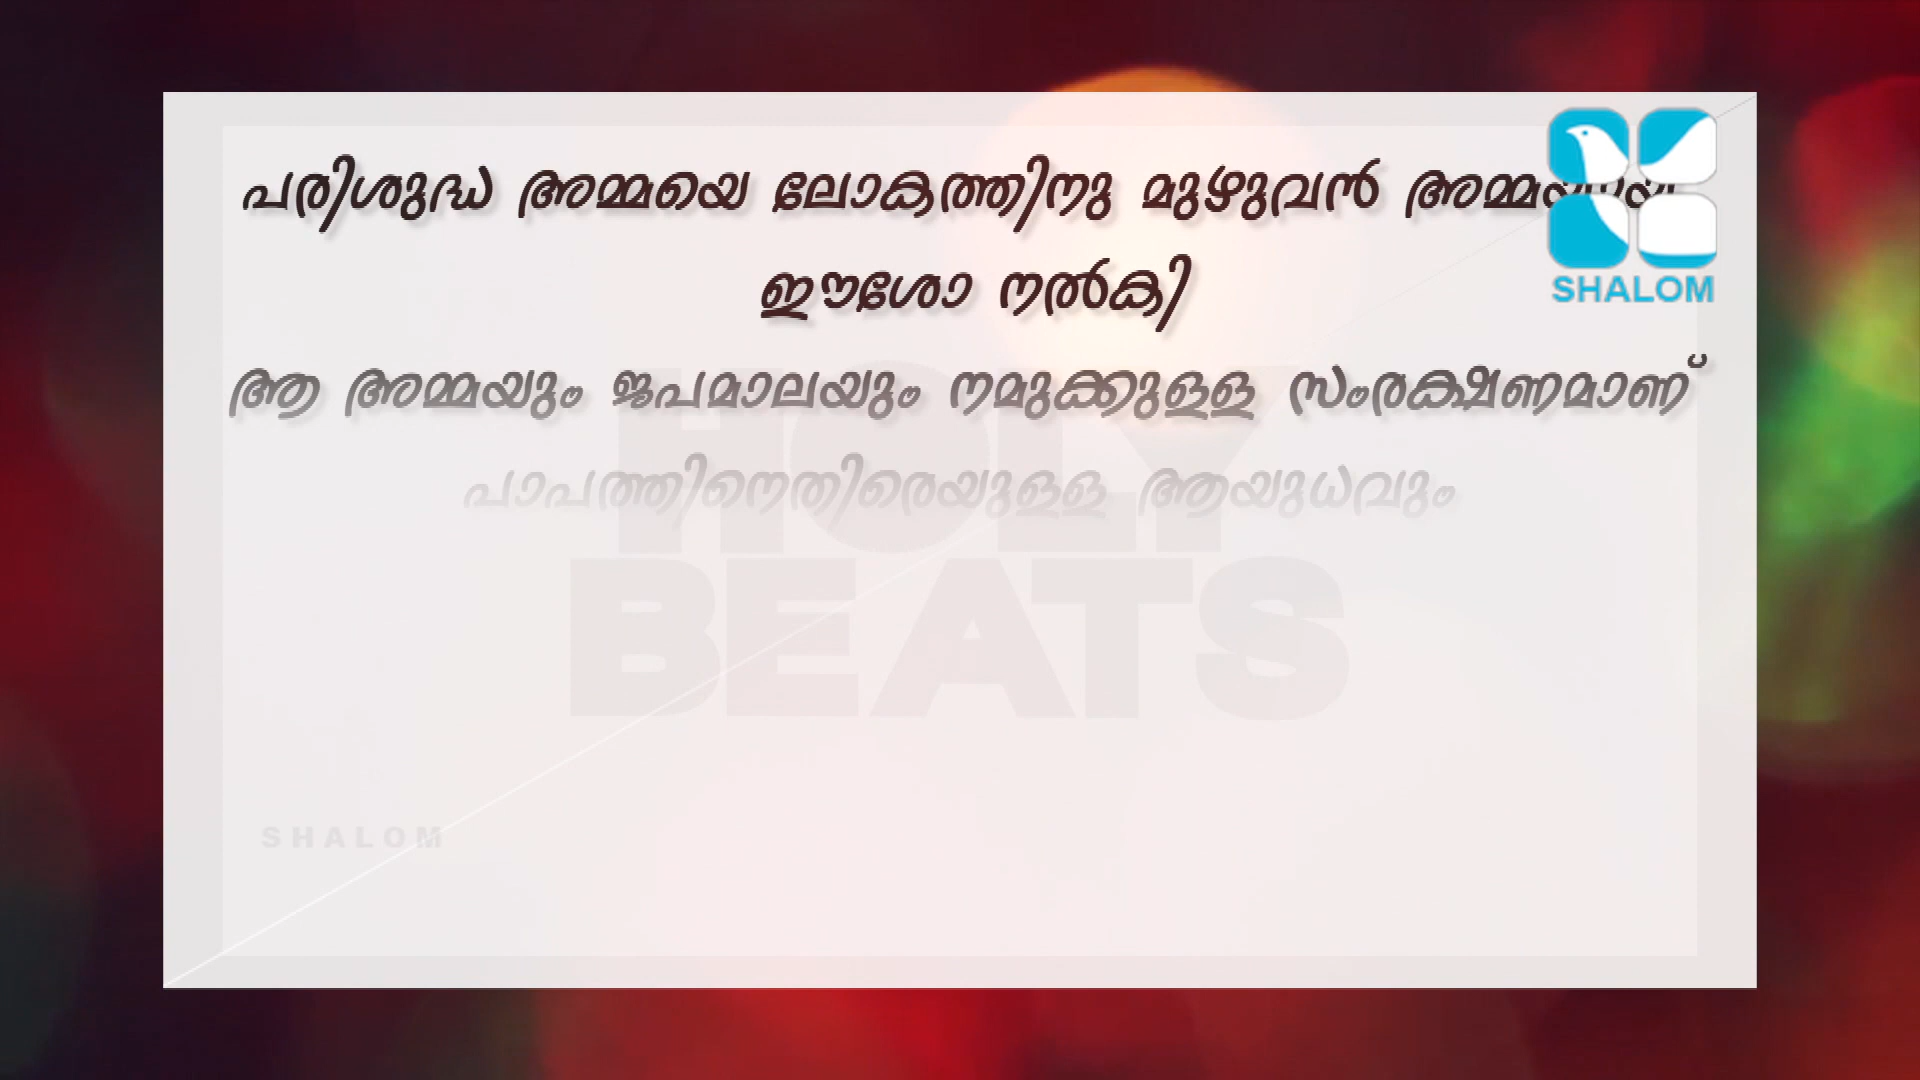 പരിശുദ്ധ അമ്മയെ ലോകത്തിനു മുഴുവൻ
ഈശോ നൽകി
ആ അമ്മയും ജപമാലയും നമുക്കുള്ള സംരക്ഷണമാണ്
പാപത്തിനെതിരെയുള്ള ആയുധവും
SHALOM
HOLY
BEATS
SHALOM